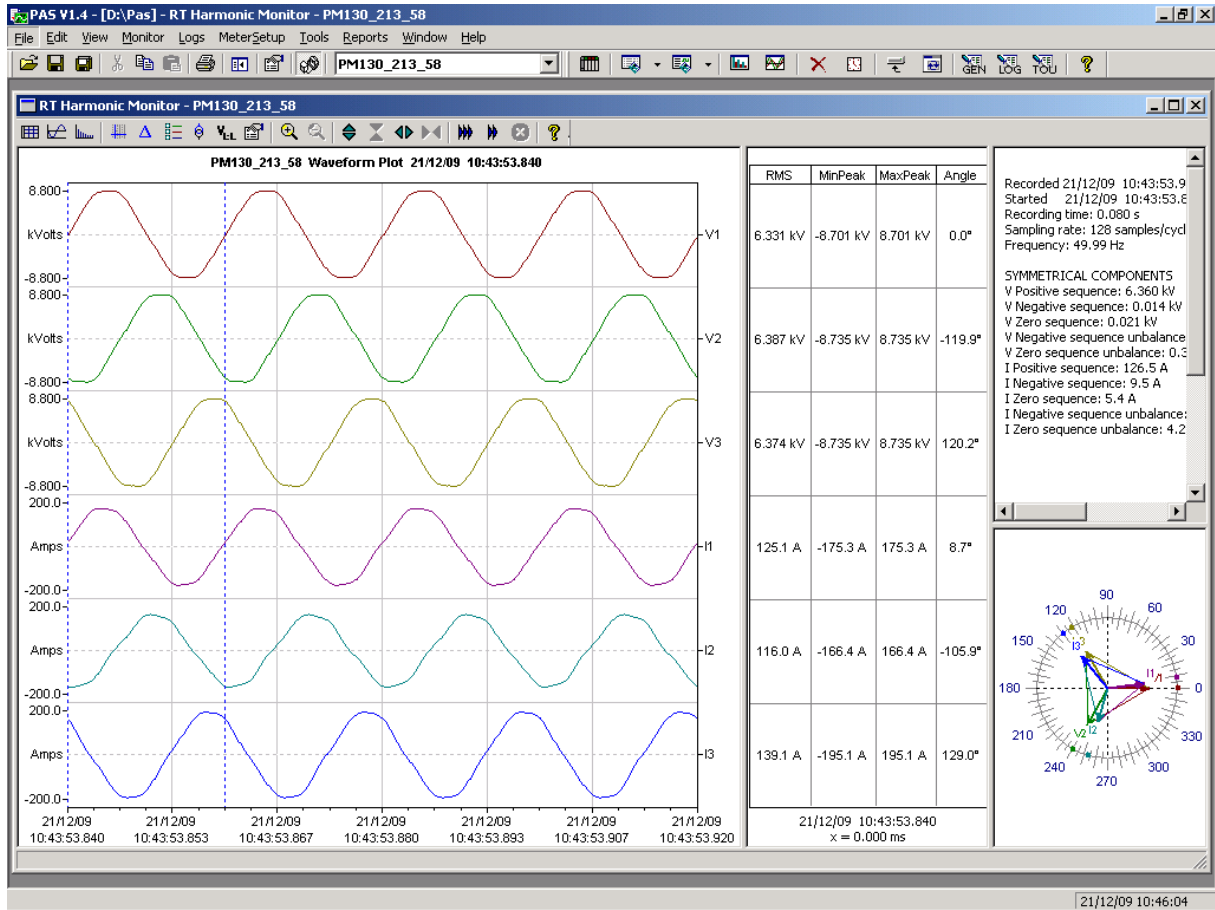 PAS V1.4 - [D:\Pas] - RT Harmonic Monitor - PM130_213_58
File Edit View Monitor Logs MeterSetup Tools Reports Window Help
PM130_213_58
GEN LOG TOU
RT Harmonic Monitor - PM130_213_58
V L:L
PM130_213_58 Waveform Plot 21/12/09 10:43:53.840
8.800
kVolts
-8.800
V1
8.800
kVolts
-8.800
V2
8.800
kVolts
-8.800
V3
200.0
Amps
-200.0
I1
200.0
Amps
-200.0
I2
200.0
Amps
-200.0
I3
21/12/09 21/12/09 21/12/09 21/12/09 21/12/09 21/12/09 21/12/09
10:43:53.840 10:43:53.853 10:43:53.867 10:43:53.880 10:43:53.893 10:43:53.907 10:43:53.920
RMS MinPeak MaxPeak Angle
6.331 kV -8.701 kV 8.701 kV 0.0°
6.387 kV -8.735 kV 8.735 kV -119.9°
6.374 kV -8.735 kV 8.735 kV 120.2°
125.1 A -175.3 A 175.3 A 8.7°
116.0 A -166.4 A 166.4 A -105.9°
139.1 A -195.1 A 195.1 A 129.0°
21/12/09 10:43:53.840
x = 0.000 ms
Recorded 21/12/09 10:43:53.9
Started 21/12/09 10:43:53.8
Recording time: 0.080 s
Sampling rate: 128 samples/cycl
Frequency: 49.99 Hz
SYMMETRICAL COMPONENTS
V Positive sequence: 6.360 kV
V Negative sequence: 0.014 kV
V Zero sequence: 0.021 kV
V Negative sequence unbalance
V Zero sequence unbalance: 0.3
I Positive sequence: 126.5 A
I Negative sequence: 9.5 A
I Zero sequence: 5.4 A
I Negative sequence unbalance:
I Zero sequence unbalance: 4.2
90
120 60
150 30
180 0
210 330
240 300
270
I3
I1
V2 I2
21/12/09 10:46:04